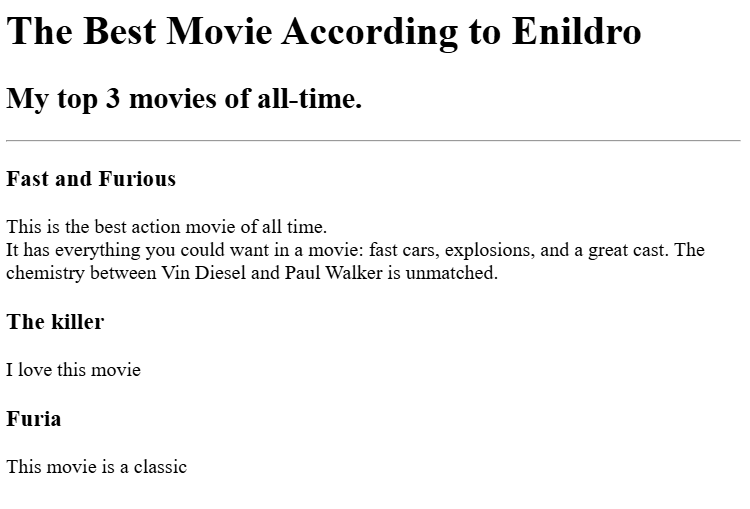 The Best Movie According to Enildro
My top 3 movies of all-time.
Fast and Furious
This is the best action movie of all time.
It has everything you could want in a movie: fast cars, explosions, and a great cast. The
chemistry between Vin Diesel and Paul Walker is unmatched.
The killer
I love this movie
Furia
This movie is a classic